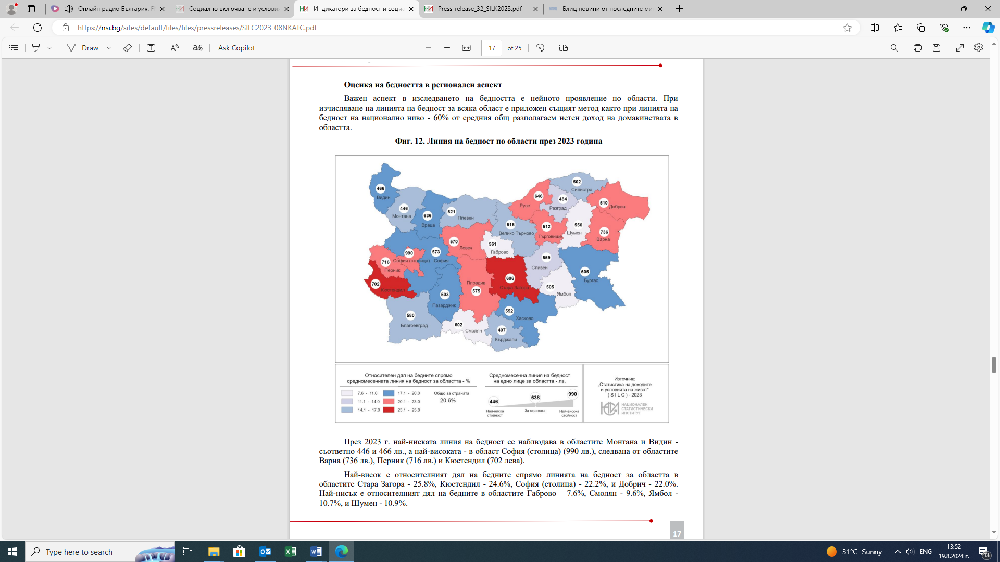 Онлайн радио България, F
Социално включване и услови
Индикатори за бедност и социа
Press-release_32_SILK2023.pdf
Блиц новини от последните ми
https://nsi.bg/sites/default/files/files/pressreleases/SILC2023_08NKATC.pdf
Draw
Ask Copilot
17 of 25
Оценка на бедността в регионален аспект
Важен аспект в изследването на бедността е нейното проявление по области. При
изчисляване на линията на бедност за всяка област е приложен същият метод както при линията на
бедност на национално ниво - 60% от средния общ разполагаем нетен доход на домакинствата в
областта.
Фиг. 12. Линия на бедност по области през 2023 година
466
Видин
446
Монтана
636
Враца
521
Плевен
516
Велико Търново
646
Русе
484
Разград
502
Силистра
510
Добрич
512
Търговище
556
Шумен
736
Варна
570
Ловеч
561
Габрово
990
София (столица)
573
София
716
Перник
702
Кюстендил
559
Сливен
605
Бургас
696
Стара Загора
505
Ямбол
Пловдив
575
503
Пазарджик
580
Благоевград
602
Смолян
552
Хасково
497
Кърджали
Относителен дял на бедните спрямо
средномесечната линия на бедност за областта - %
7.6 - 11.0
11.1 - 14.0
14.1 - 17.0
17.1 - 20.0
20.1 - 23.0
23.1 - 25.8
Общо за страната
20.6%
Средномесечна линия на бедност
на едно лице за областта - лв.
446
638
990
Най-ниска
стойност
За страната
Най-висока
стойност
Източник:
„Статистика на доходите
и условията на живот“
( S I L C ) - 2023
НАЦИОНАЛЕН
СТАТИСТИЧЕСКИ
ИНСТИТУТ
През 2023 г. най-ниската линия на бедност се наблюдава в областите Монтана и Видин -
съответно 446 и 466 лв., а най-високата - в област София (столица) (990 лв.), следвана от областите
Варна (736 лв.), Перник (716 лв.) и Кюстендил (702 лева).
Най-висок е относителният дял на бедните спрямо линията на бедност за областта в
областите Стара Загора - 25.8%, Кюстендил - 24.6%, София (столица) - 22.2%, и Добрич - 22.0%.
Най-нисък е относителният дял на бедните в областите Габрово – 7.6%, Смолян - 9.6%, Ямбол -
10.7%, и Шумен - 10.9%.
17
Type here to search
31°C Sunny
ENG
13:52
19.8.2024 г.
13